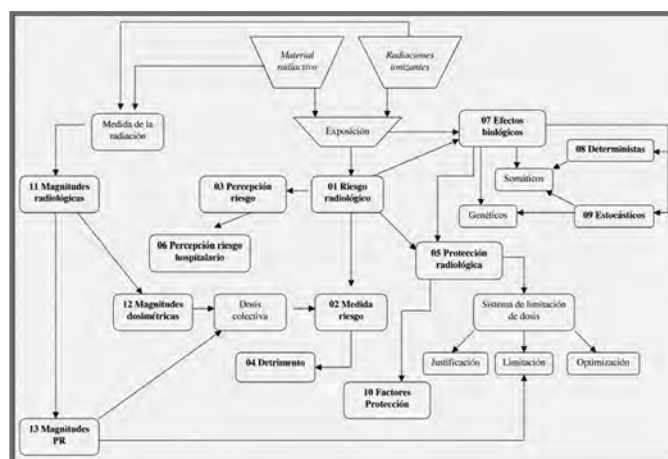 Material
radiactivo
Radiaciones
ionizantes
Medida de la
radiación
Exposición
07 Efectos
biológicos
08 Deterministas
Somáticos
11 Magnitudes
radiológicas
03 Percepción
riesgo
01 Riesgo
radiológico
Genéticos
09 Estocásticos
06 Percepción riesgo
hospitalario
05 Protección
radiológica
12 Magnitudes
dosimétricas
Dosis
colectiva
02 Medida
riesgo
Sistema de limitación
de dosis
04 Detrimento
Justificación
Limitación
Optimización
10 Factores
Protección
13 Magnitudes
PR